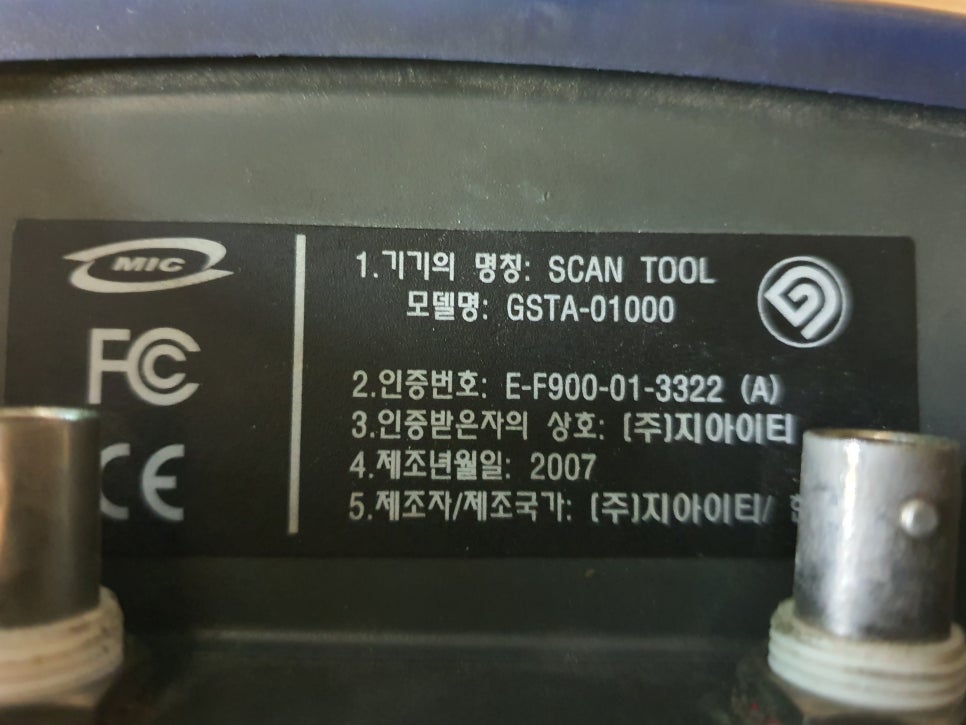 MIC
FC
CE
1.기기의 명칭: SCAN TOOL
모델명: GSTA-01000
2.인증번호: E-F900-01-3322 (A)
3.인증받은자의 상호: (주)지아이티
4.제조년월일: 2007
5.제조자/제조국가: (주)지아이티/